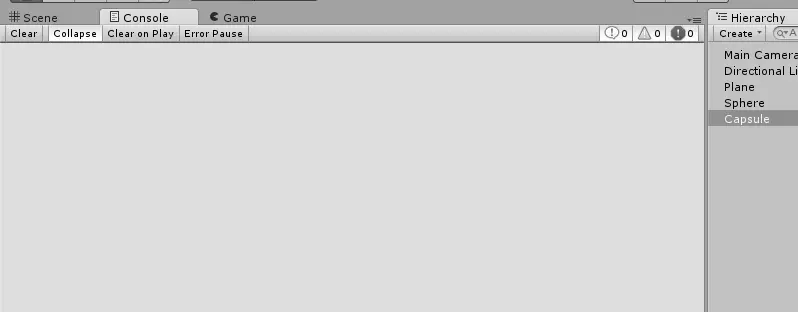 Scene Console Game
Clear Collapse Clear on Play Error Pause 0 0 0
Hierarchy
Create A
Main Camera
Directional Li
Plane
Sphere
Capsule